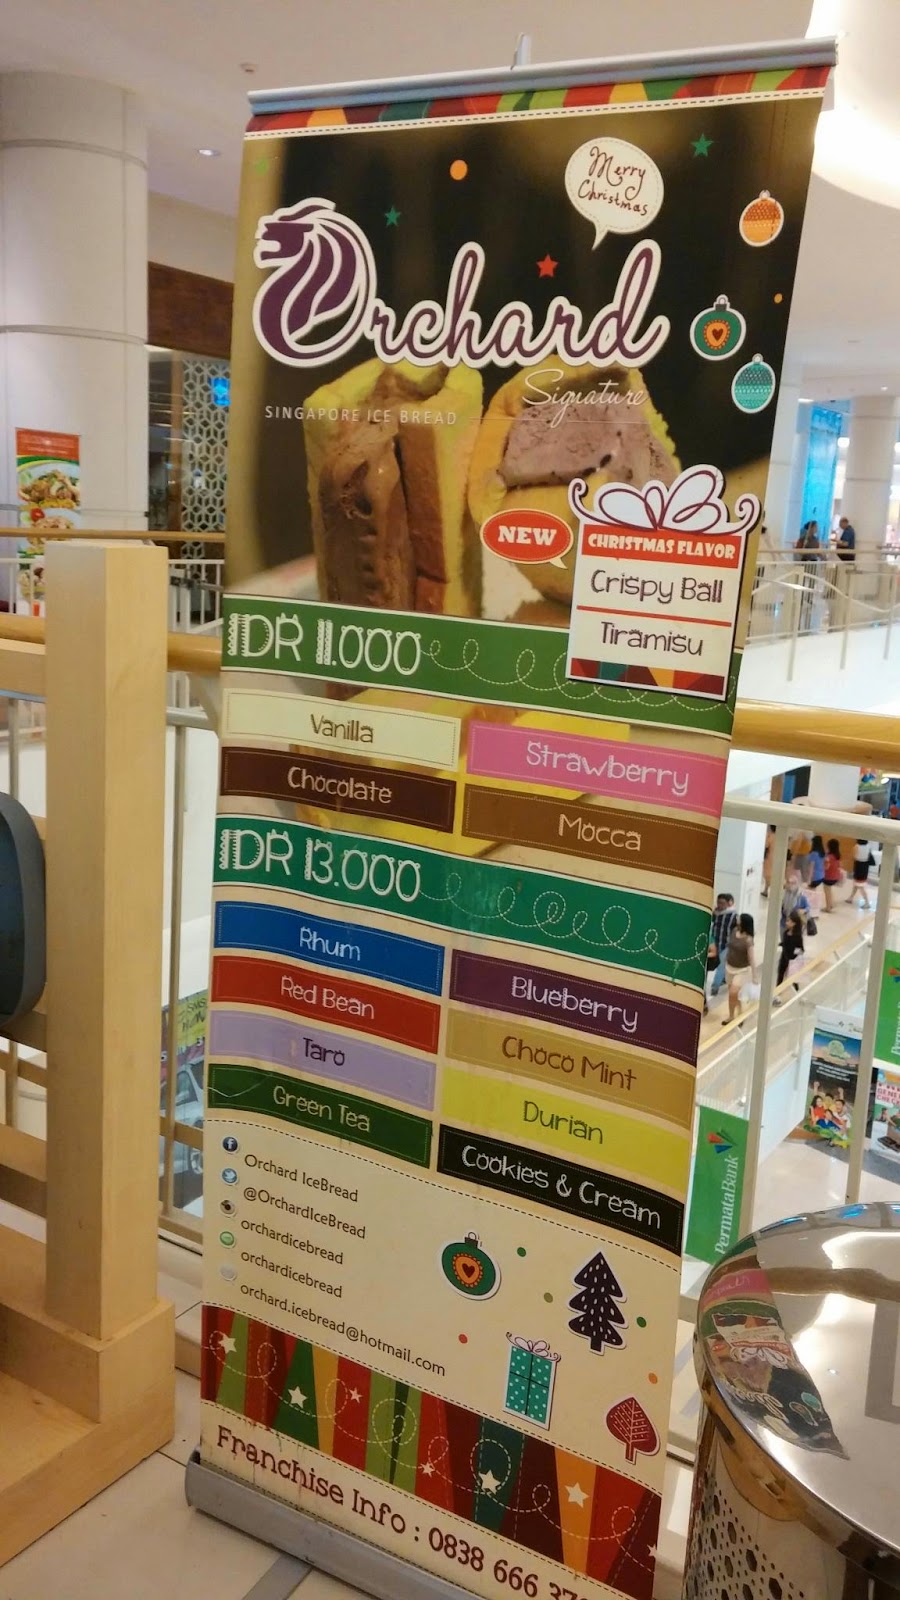 Merry
Christmas
Orchard
Signature
SINGAPORE ICE BREAD
NEW
CHRISTMAS FLAVOR
Crispy Ball
Tiramisu
IDR 11.000
Vanilla
Strawberry
Chocolate
Mocca
IDR 13.000
Rhum
Blueberry
Red Bean
Choco Mint
Taro
Durian
Green Tea
Cookies & Cream
Orchard IceBread
@OrchardIceBread
orchardicebread
orchardicebread
orchard.icebread@hotmail.com
Franchise Info : 0838 666
PermataBank